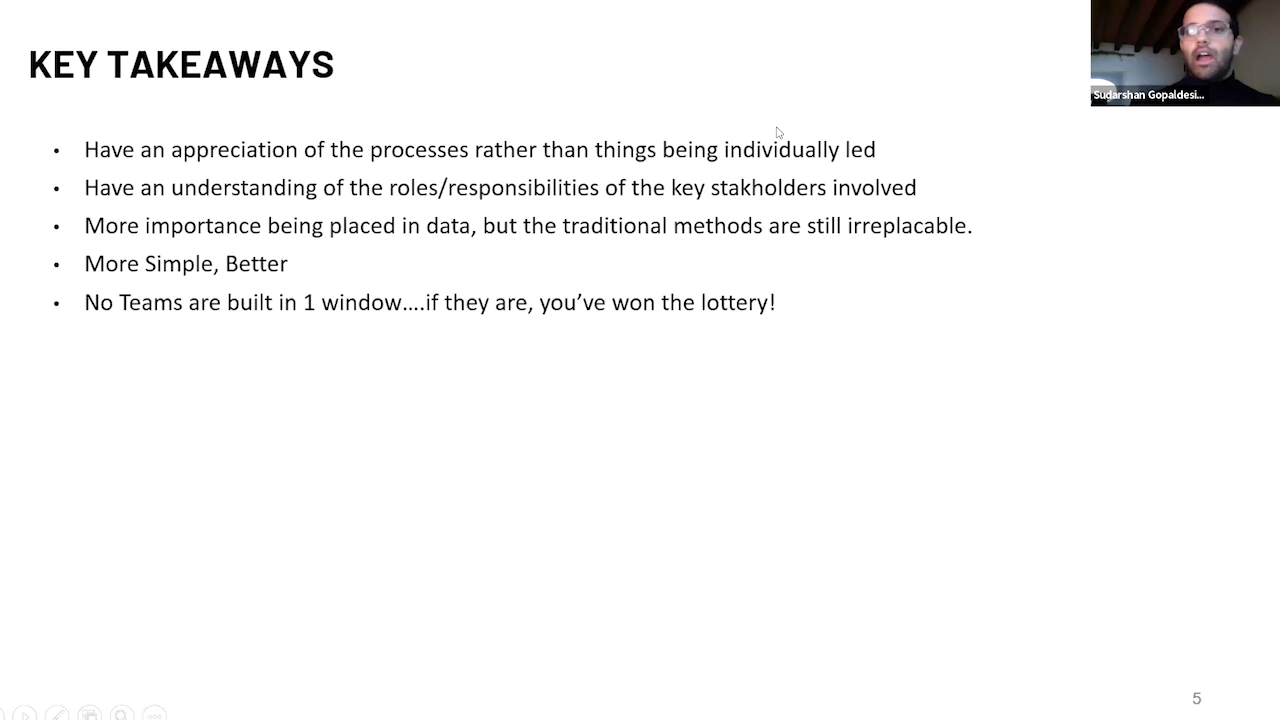 KEY TAKEAWAYS
Sudarshan Gopaldesi...
• Have an appreciation of the processes rather than things being individually led
• Have an understanding of the roles/responsibilities of the key stakholders involved
• More importance being placed in data, but the traditional methods are still irreplacable.
• More Simple, Better
• No Teams are built in 1 window....if they are, you’ve won the lottery!
5